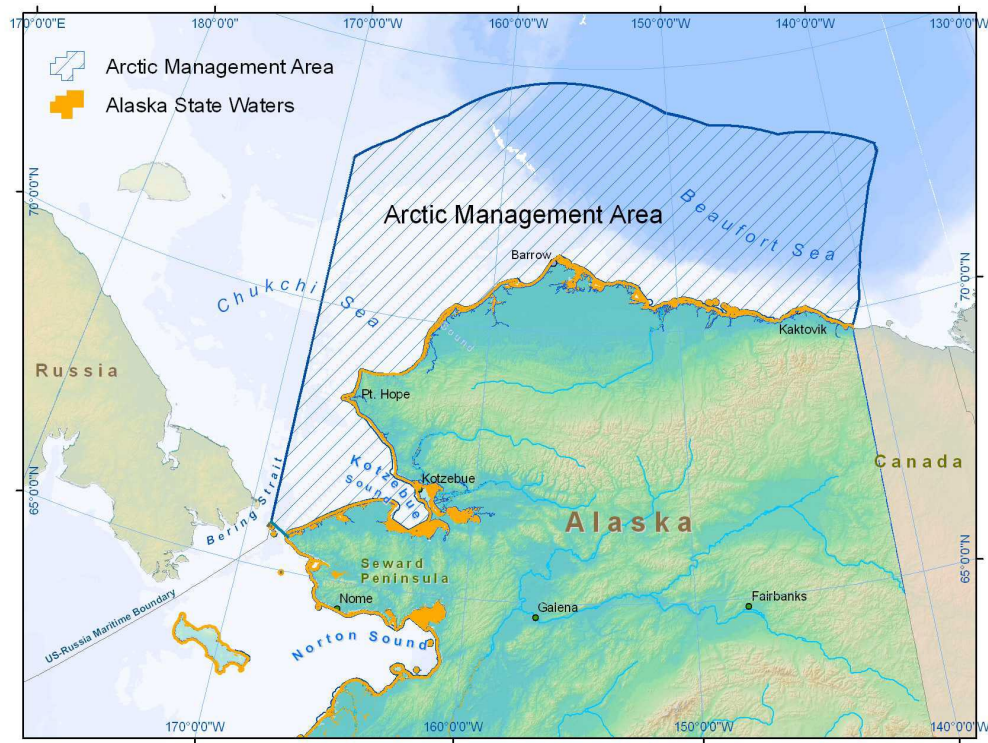 170°0'0"E
180°0'0"
170°0'0"W
160°0'0"W
150°0'0"W
140°0'0"W
130°0'0"W
Arctic Management Area
Alaska State Waters
70°0'0"N
Arctic Management Area
Beaufort Sea
Barrow
70°0'0"N
Chukchi Sea
Sound
Kaktovik
Russia
Pt. Hope
Canada
Kotzebue
Sound
Kotzebue
65°0'0"N
Bering Strait
Alaska
65°0'0"N
Seward
Peninsula
Nome
Galena
Fairbanks
US-Russia Maritime Boundary
Norton Sound
170°0'0"W
160°0'0"W
150°0'0"W
140°0'0"W